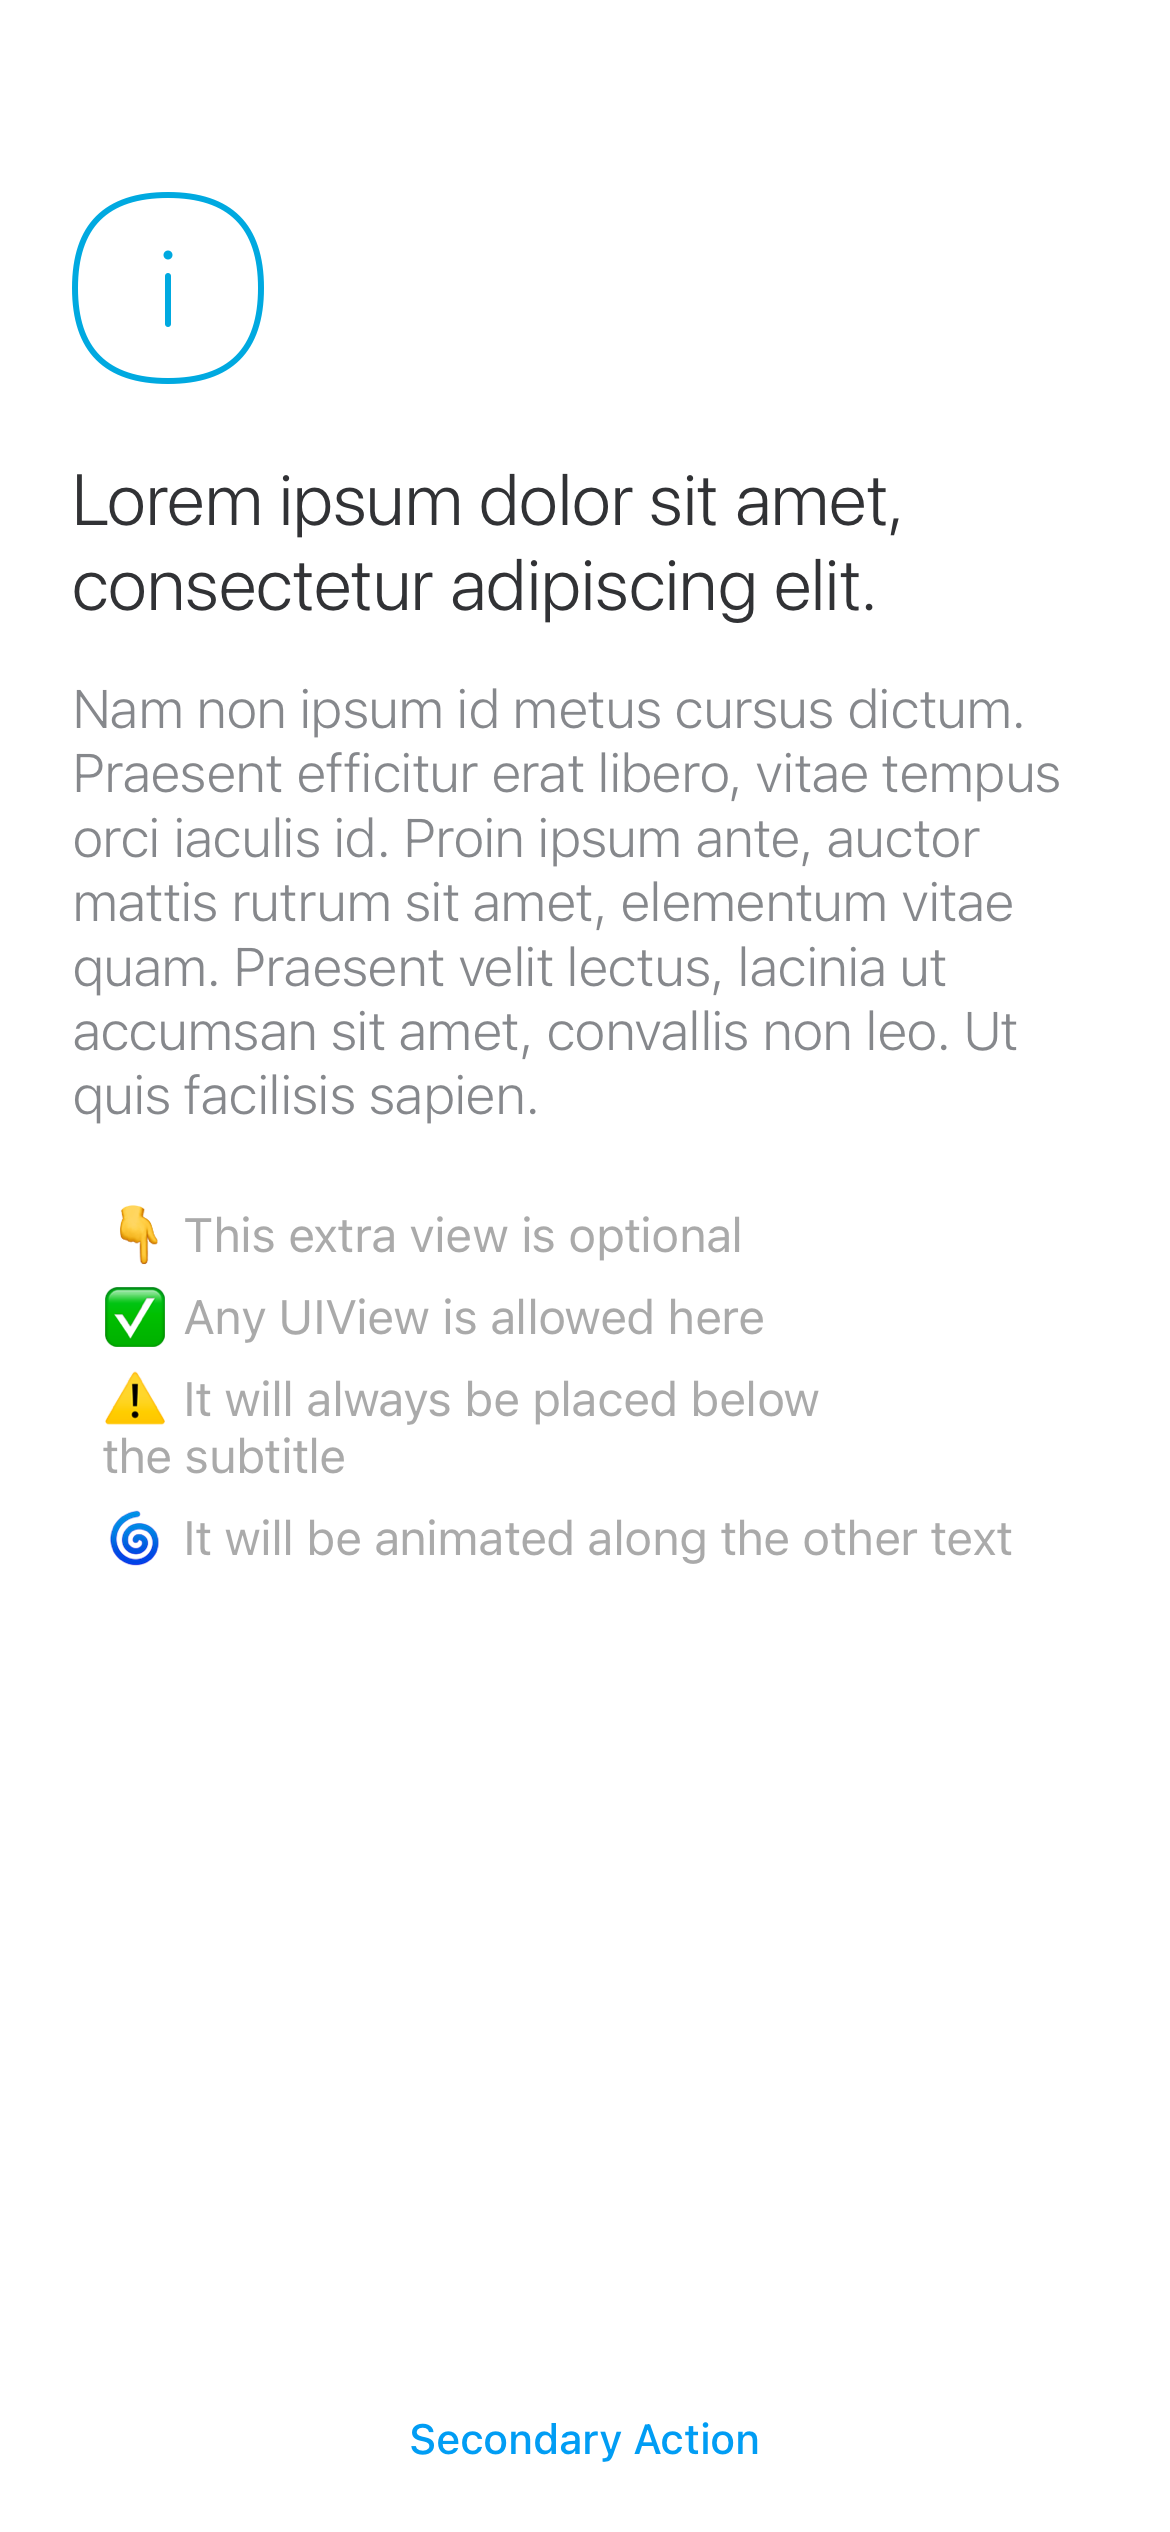 Lorem ipsum dolor sit amet,
consectetur adipiscing elit.
Nam non ipsum id metus cursus dictum.
Praesent efficitur erat libero, vitae tempus
orci iaculis id. Proin ipsum ante, auctor
mattis rutrum sit amet, elementum vitae
quam. Praesent velit lectus, lacinia ut
accumsan sit amet, convallis non leo. Ut
quis facilisis sapien.
👇 This extra view is optional
✅ Any UIView is allowed here
⚠️ It will always be placed below
the subtitle
🌀 It will be animated along the other text
Secondary Action